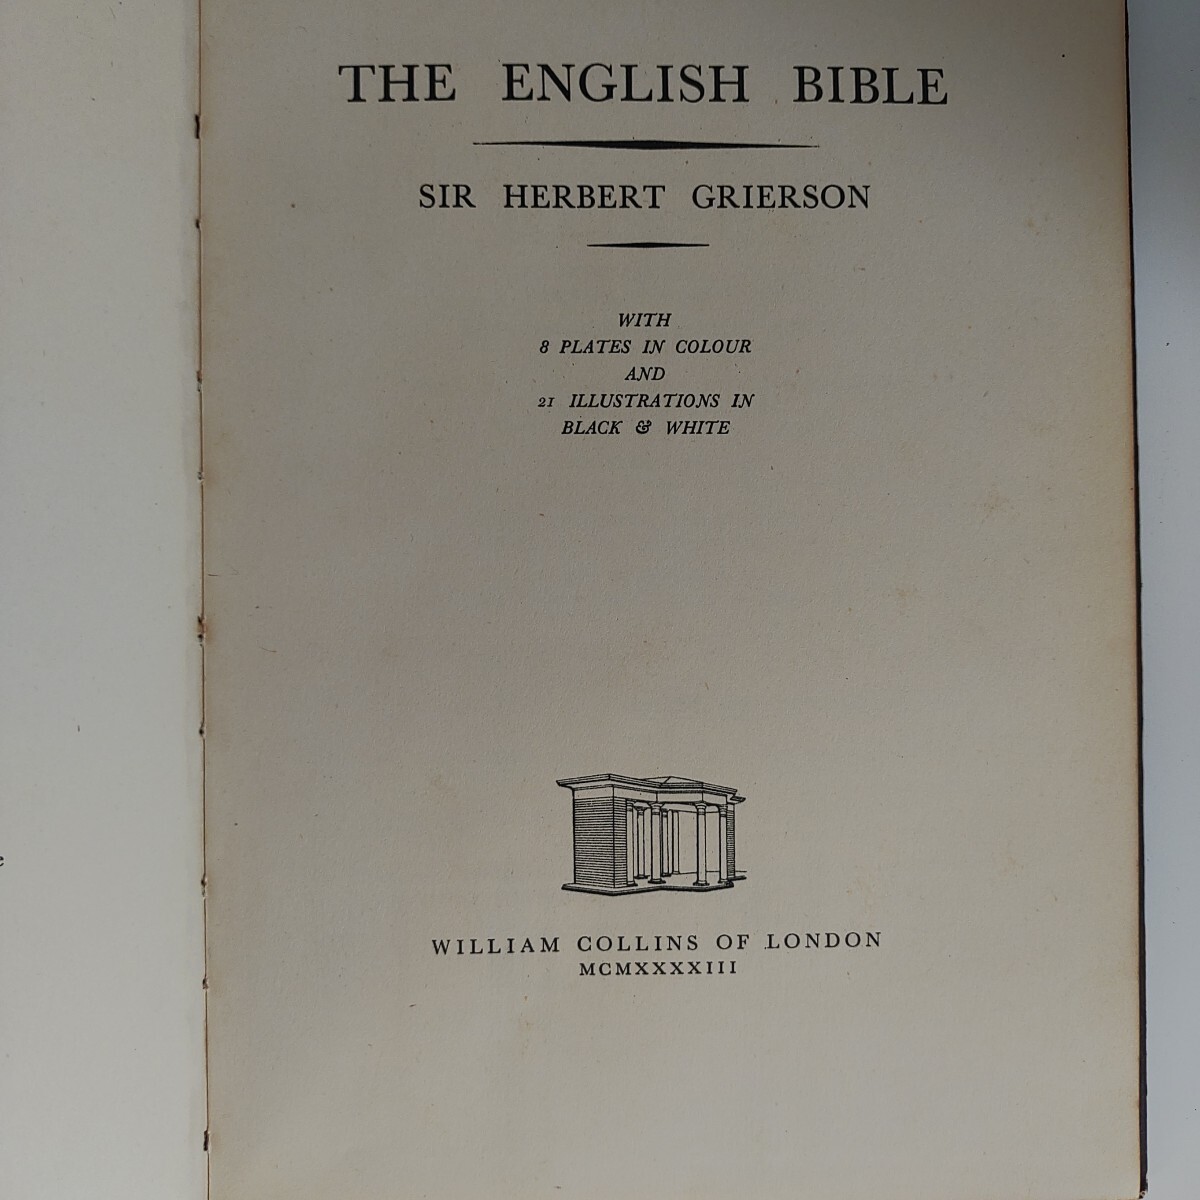 THE ENGLISH BIBLE
SIR HERBERT GRIERSON
WITH
8 PLATES IN COLOUR
AND
21 ILLUSTRATIONS IN
BLACK & WHITE
WILLIAM COLLINS OF LONDON
MCMXXXXIII